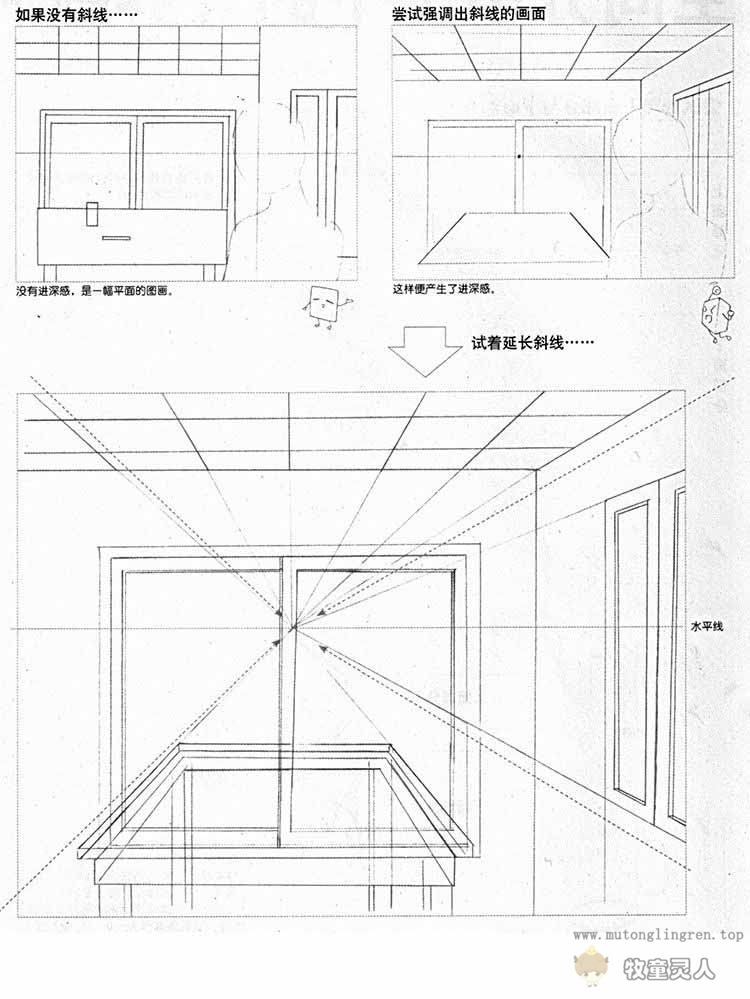 如果没有斜线……
尝试强调出斜线的画面
没有进深感，是一幅平面的图画。
这样便产生了进深感。
试着延长斜线……
水平线
www.mutonglingren.top
牧童灵人